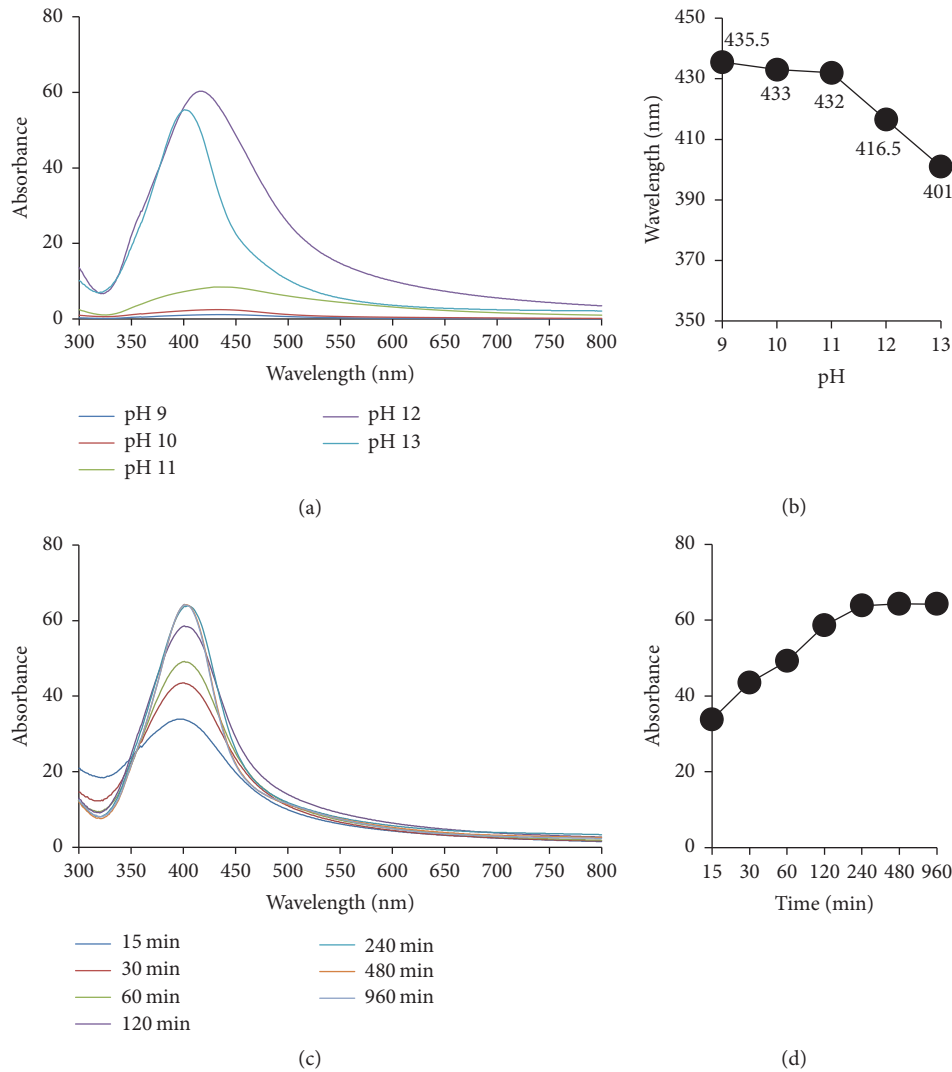 80
60
40
20
0
Absorbance
300 350 400 450 500 550 600 650 700 750 800
Wavelength (nm)
pH 9
pH 10
pH 11
pH 12
pH 13
(a)
450
430
410
390
370
350
Wavelength (nm)
435.5
433
432
416.5
401
9 10 11 12 13
pH
(b)
80
60
40
20
0
Absorbance
300 350 400 450 500 550 600 650 700 750 800
Wavelength (nm)
15 min
30 min
60 min
120 min
240 min
480 min
960 min
(c)
80
60
40
20
0
Absorbance
15 30 60 120 240 480 960
Time (min)
(d)